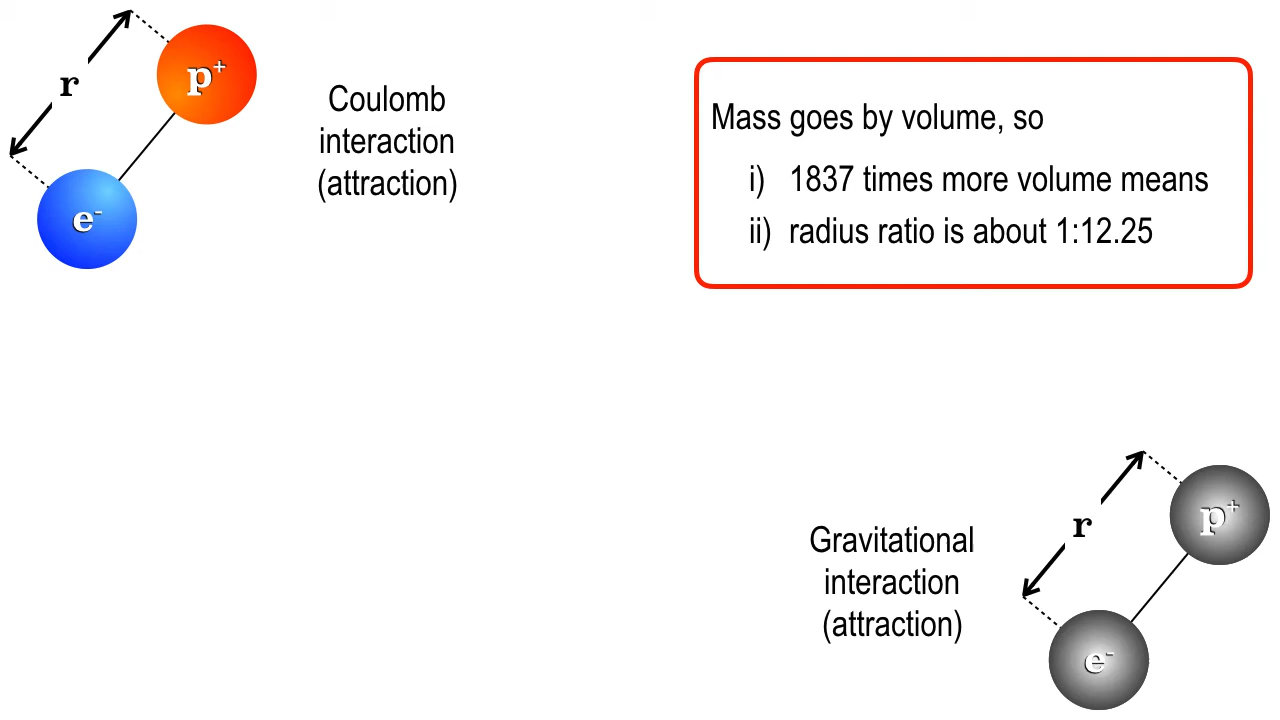 p+
r
e-
Coulomb
interaction
(attraction)
Mass goes by volume, so
i) 1837 times more volume means
ii) radius ratio is about 1:12.25
Gravitational
interaction
(attraction)
r
p+
e-